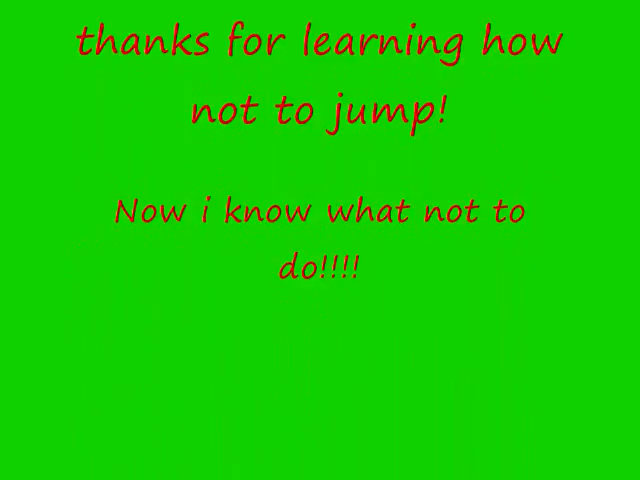 thanks for learning how
not to jump!
Now i know what not to
do!!!!